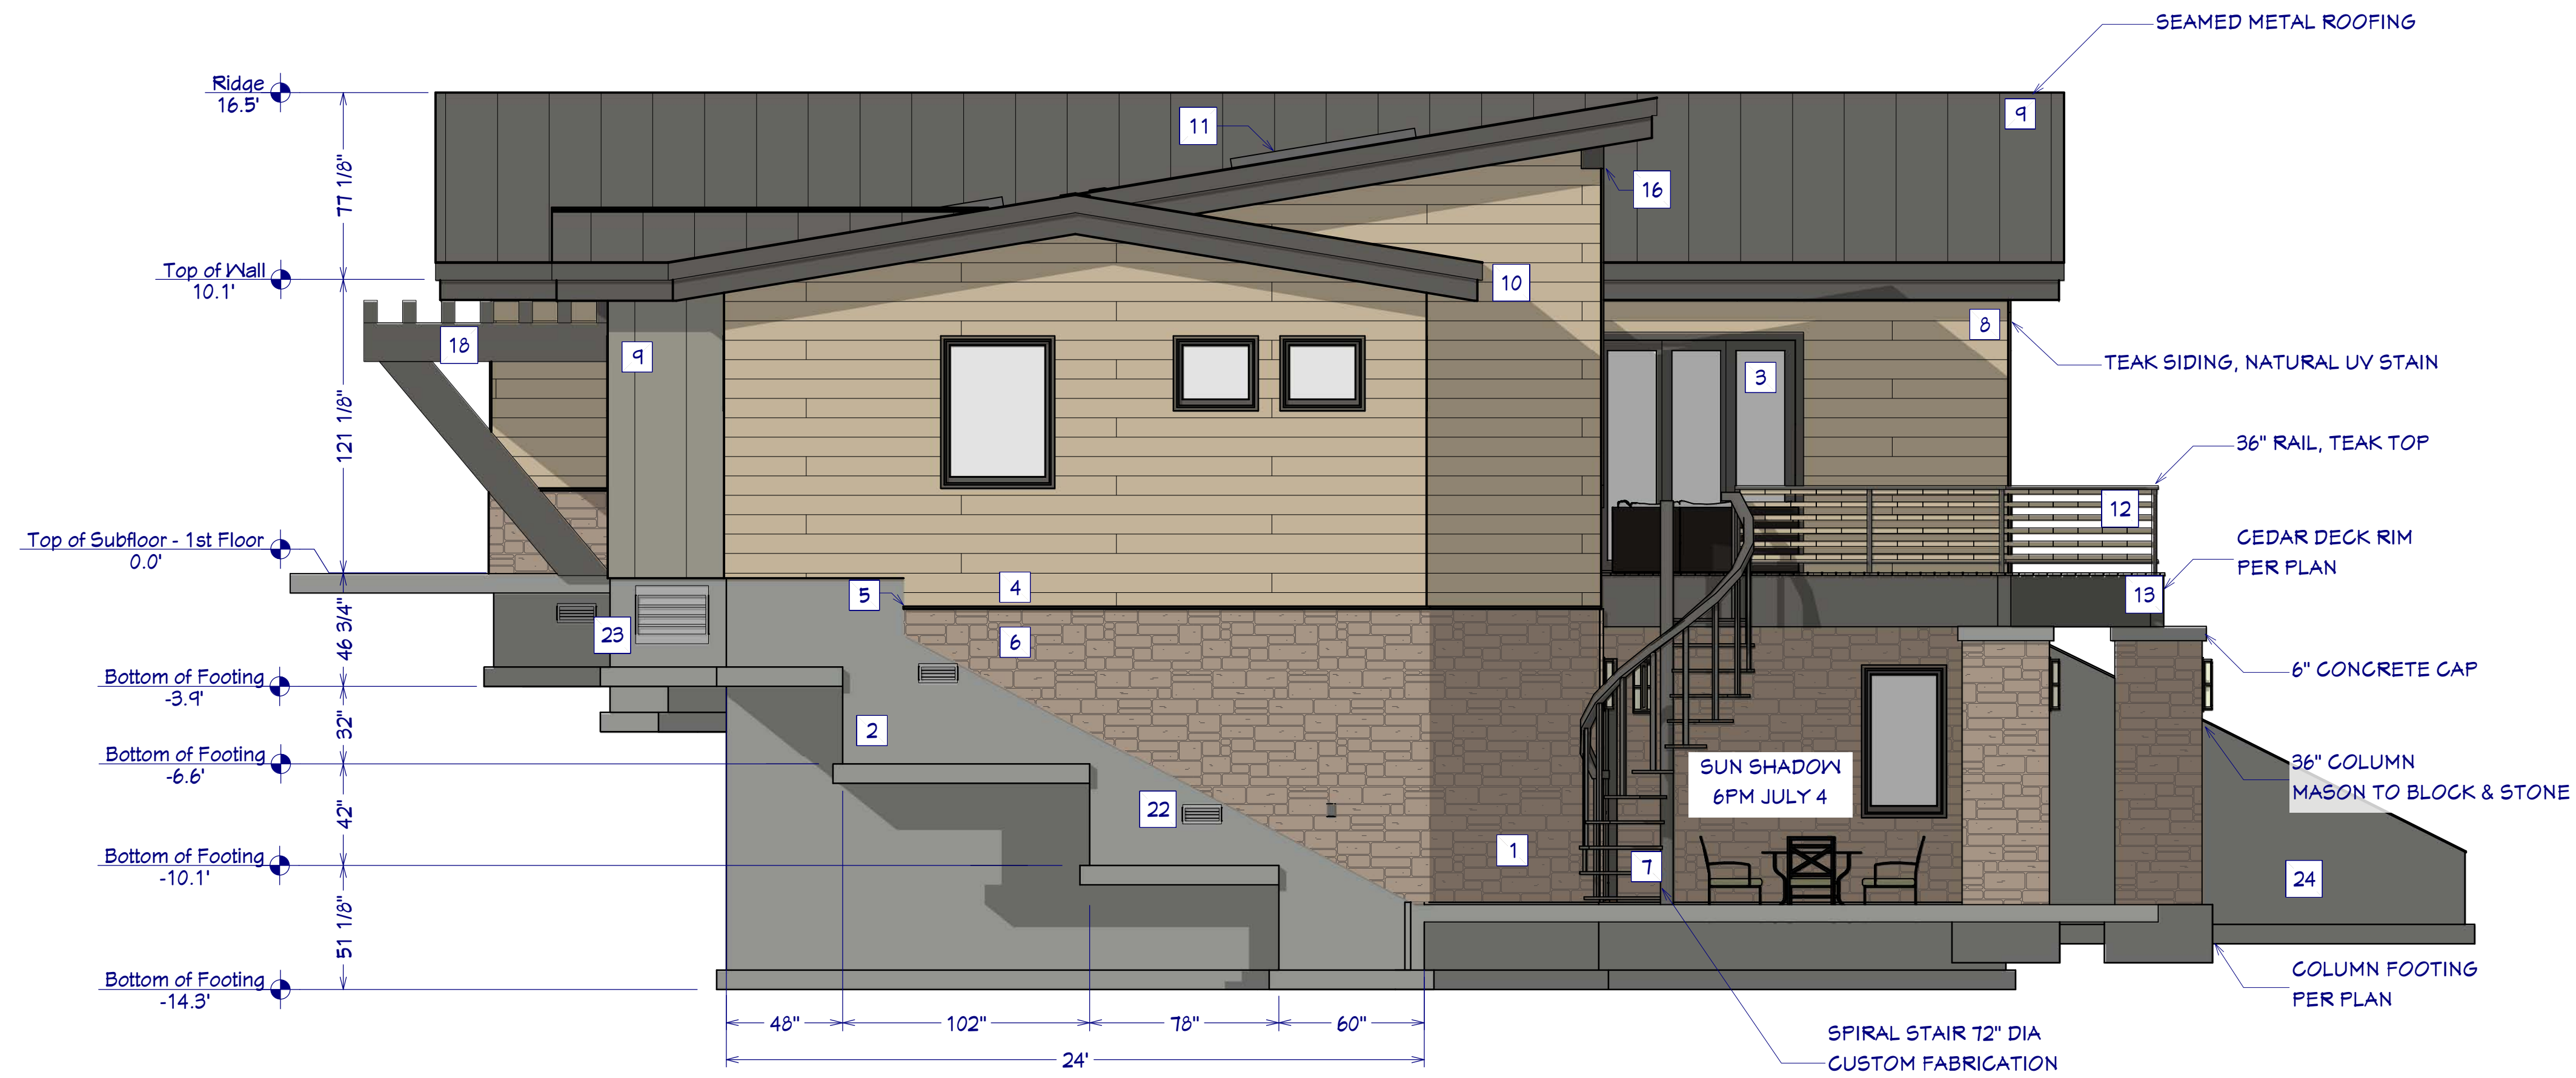 SEAMED METAL ROOFING
Ridge
16.5'
9
11
77 1/8"
16
Top of Wall
10.1'
10
8
18
9
TEAK SIDING, NATURAL UV STAIN
3
121 1/8"
36" RAIL, TEAK TOP
12
Top of Subfloor - 1st Floor
0.0'
CEDAR DECK RIM
PER PLAN
4
5
13
46 3/4"
23
6
6" CONCRETE CAP
Bottom of Footing
-3.9'
32"
2
Bottom of Footing
-6.6'
SUN SHADOW
6PM JULY 4
36" COLUMN
MASON TO BLOCK & STONE
42"
22
1
Bottom of Footing
-10.1'
7
24
51 1/8"
Bottom of Footing
-14.3'
COLUMN FOOTING
PER PLAN
48"
102"
78"
60"
24'
SPIRAL STAIR 72" DIA
CUSTOM FABRICATION